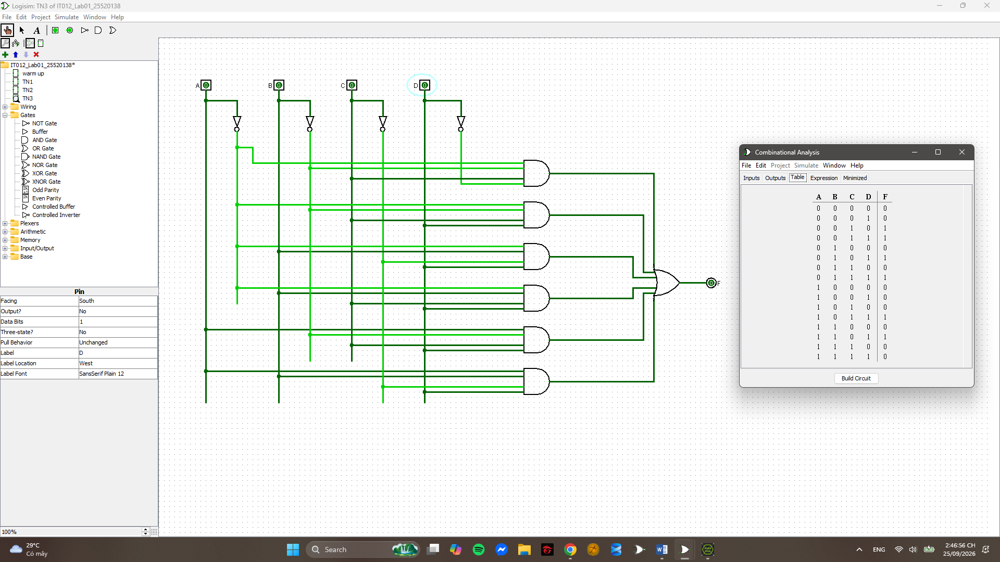 Logisim: TN3 of IT012_Lab01_25520138
File Edit Project Simulate Window Help
A
IT012_Lab01_25520138*
warm up
TN1
TN2
TN3
Wiring
Gates
NOT Gate
Buffer
AND Gate
OR Gate
NAND Gate
NOR Gate
XOR Gate
XNOR Gate
Odd Parity
Even Parity
Controlled Buffer
Controlled Inverter
Plexers
Arithmetic
Memory
Input/Output
Base
Pin
Facing South
Output? No
Data Bits 1
Three-state? No
Pull Behavior Unchanged
Label D
Label Location West
Label Font SansSerif Plain 12
100%
A 0 B 0 C 0 D 0
0 F
Combinational Analysis
File Edit Project Simulate Window Help
Inputs Outputs Table Expression Minimized
A B C D F
0 0 0 0 0
0 0 0 1 0
0 0 1 0 1
0 0 1 1 1
0 1 0 0 0
0 1 0 1 1
0 1 1 0 0
0 1 1 1 1
1 0 0 0 0
1 0 0 1 0
1 0 1 0 0
1 0 1 1 1
1 1 0 0 0
1 1 0 1 1
1 1 1 0 0
1 1 1 1 0
Build Circuit
29°C
Có mây
Search
ENG
2:46:56 CH
25/09/2026